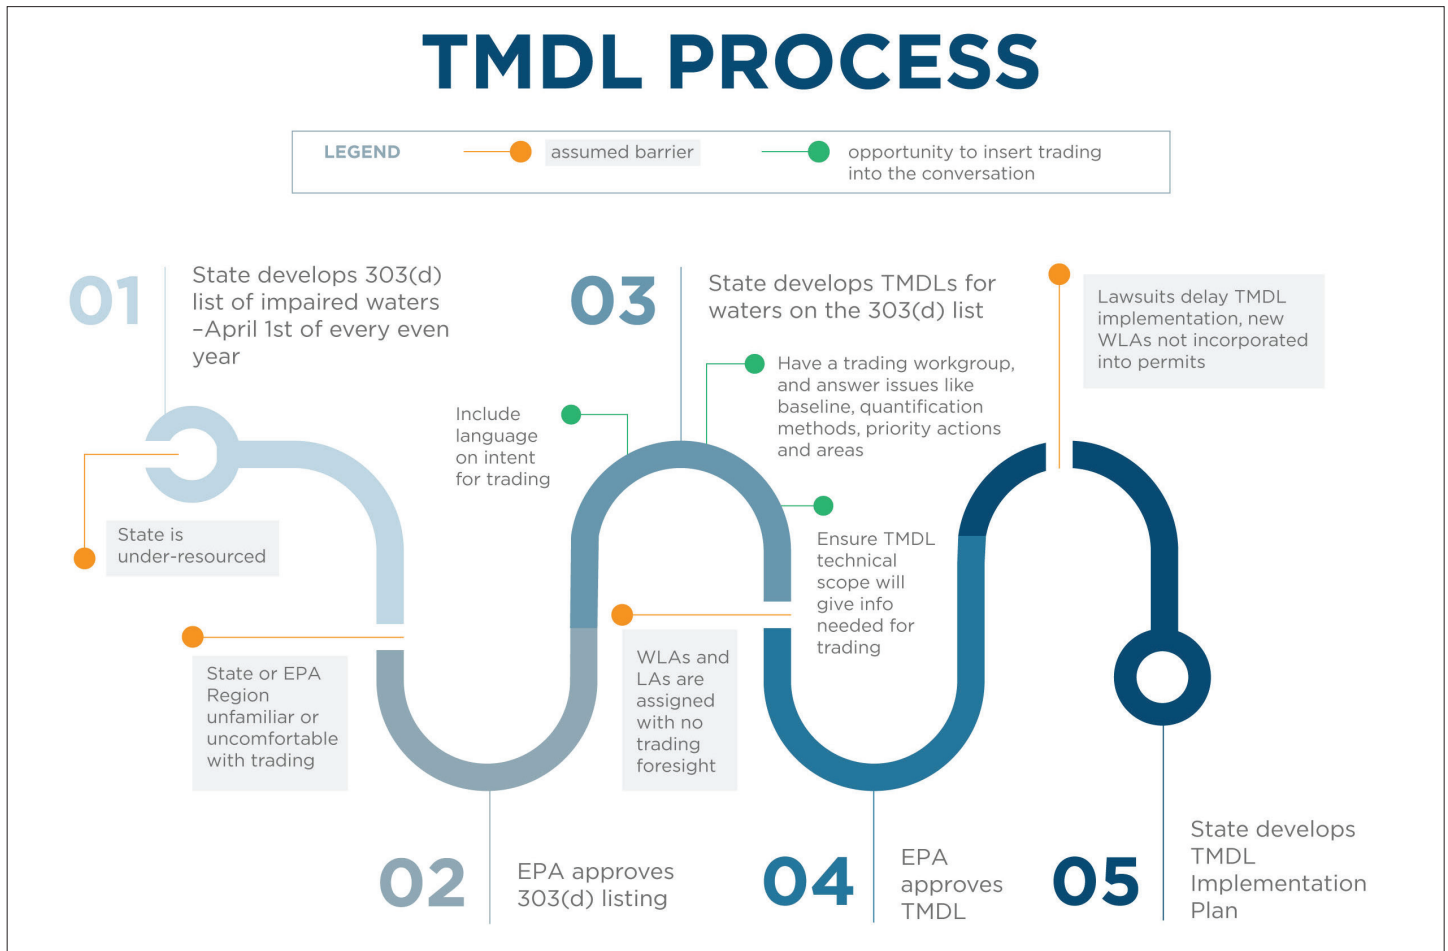 TMDL PROCESS
LEGEND
assumed barrier
opportunity to insert trading
into the conversation
01
State develops 303(d)
list of impaired waters
–April 1st of every even
year
State is
under-resourced
State or EPA
Region
unfamiliar or
uncomfortable
with trading
02
EPA approves
303(d) listing
03
State develops TMDLs for
waters on the 303(d) list
Include
language
on intent
for trading
Have a trading workgroup,
and answer issues like
baseline, quantification
methods, priority actions
and areas
Ensure TMDL
technical
scope will
give info
needed for
trading
WLAs and
LAs are
assigned
with no
trading
foresight
04
EPA
approves
TMDL
Lawsuits delay TMDL
implementation, new
WLAs not incorporated
into permits
05
State develops
TMDL
Implementation
Plan